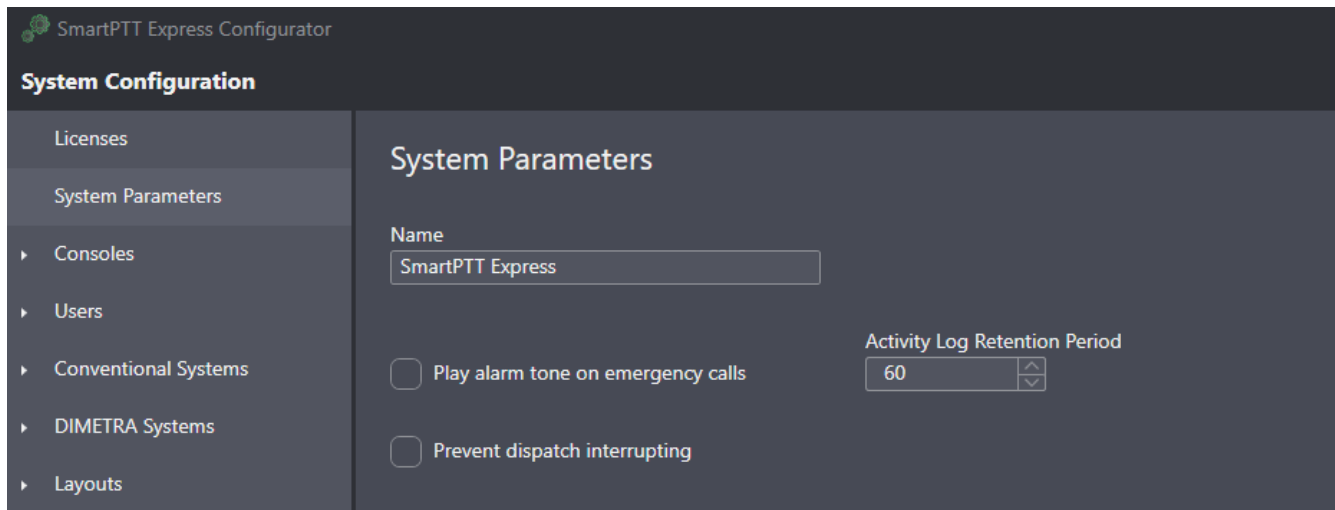 SmartPTT Express Configurator
System Configuration
Licenses
System Parameters
Consoles
Users
Conventional Systems
DIMETRA Systems
Layouts
System Parameters
Name
SmartPTT Express
Activity Log Retention Period
Play alarm tone on emergency calls
60
Prevent dispatch interrupting